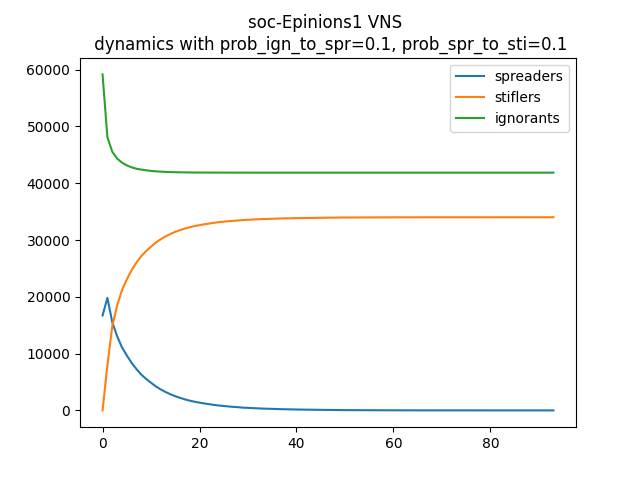 soc-Epinions1 VNS
dynamics with prob_ign_to_spr=0.1, prob_spr_to_sti=0.1
60000
50000
40000
30000
20000
10000
0
spreaders
stiflers
ignorants
0 20 40 60 80